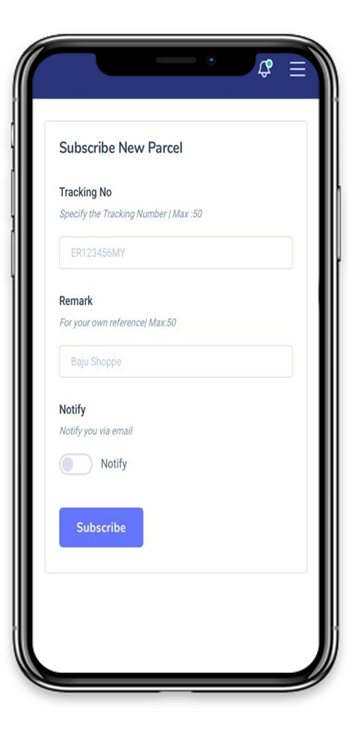 Subscribe New Parcel
Tracking No
Specify the Tracking Number | Max :50
ER123456MY
Remark
For your own reference| Max:50
Baju Shoppe
Notify
Notify you via email
Notify
Subscribe